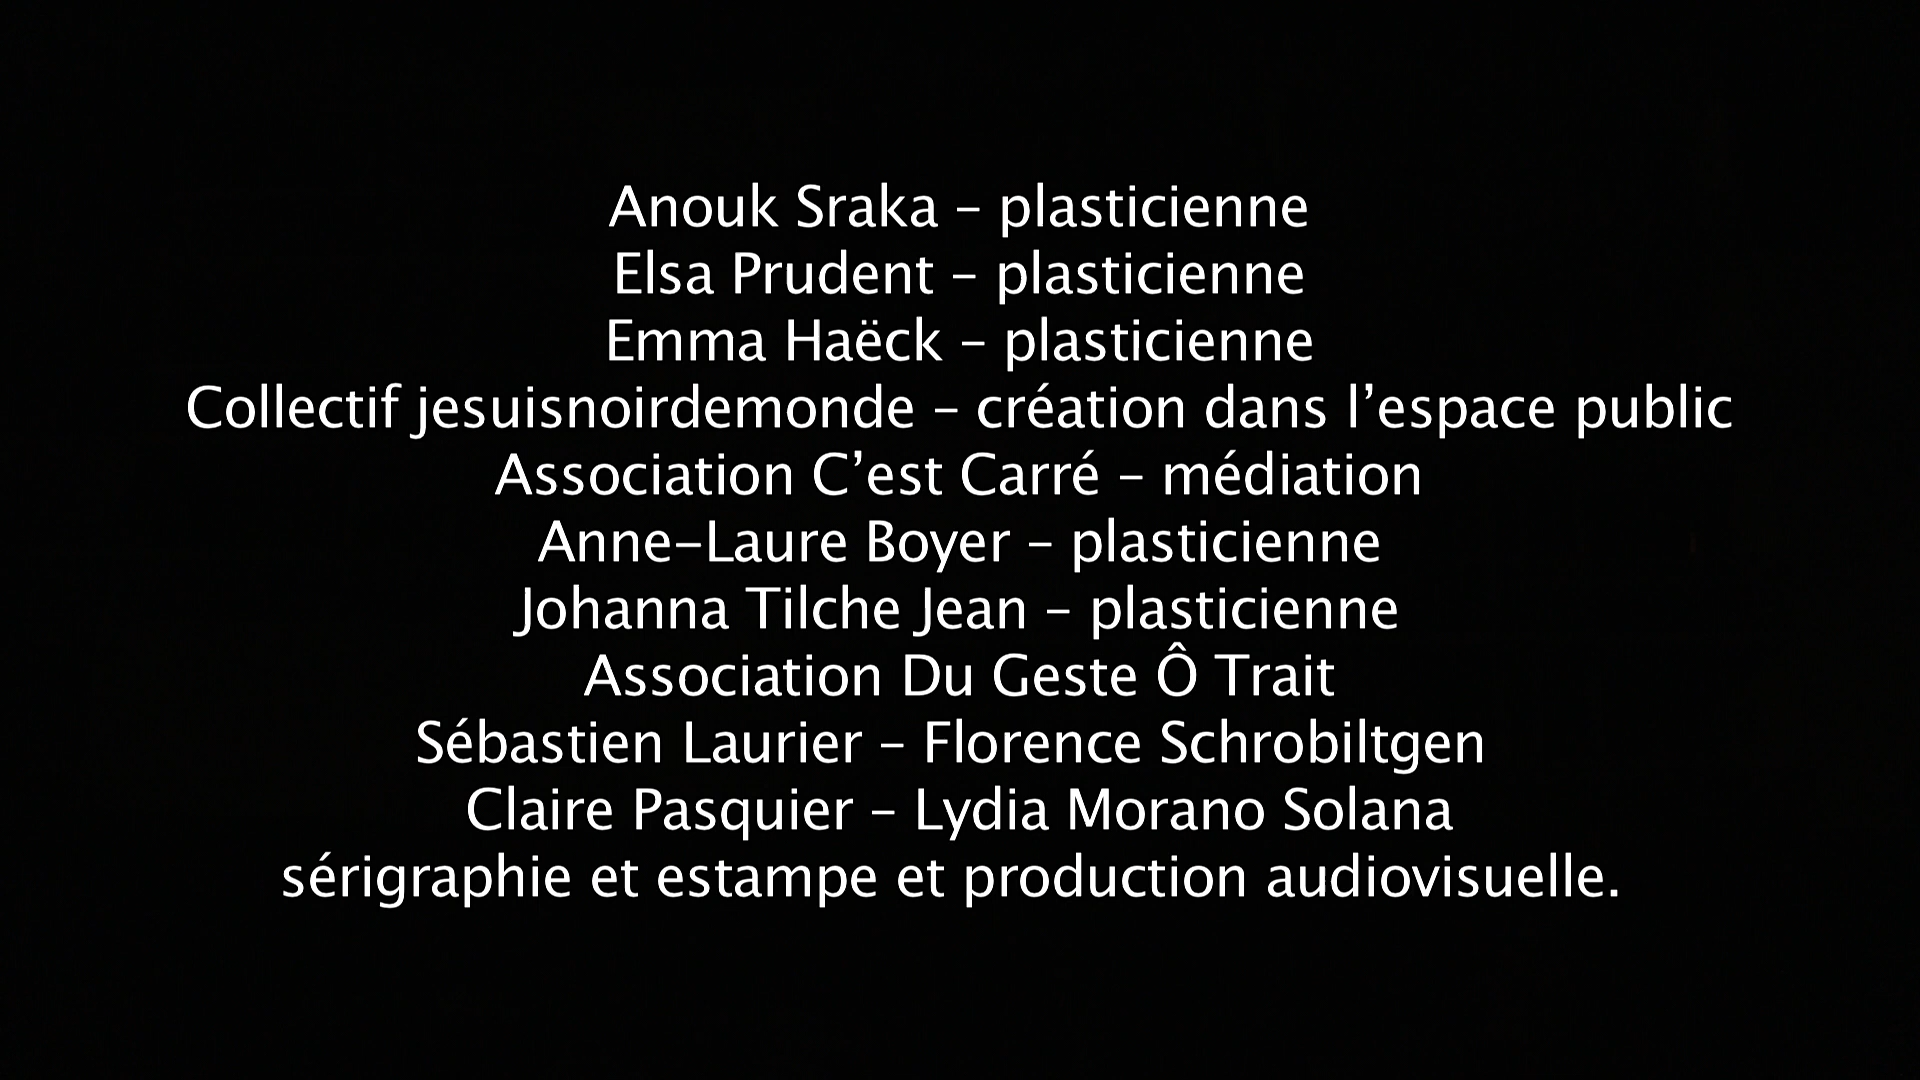 Anouk Sraka – plasticienne
Elsa Prudent – plasticienne
Emma Haëck – plasticienne
Collectif jesuisnoirdemonde – création dans l’espace public
Association C’est Carré – médiation
Anne–Laure Boyer – plasticienne
Johanna Tilche Jean – plasticienne
Association Du Geste Ô Trait
Sébastien Laurier – Florence Schrobiltgen
Claire Pasquier – Lydia Morano Solana
sérigraphie et estampe et production audiovisuelle.